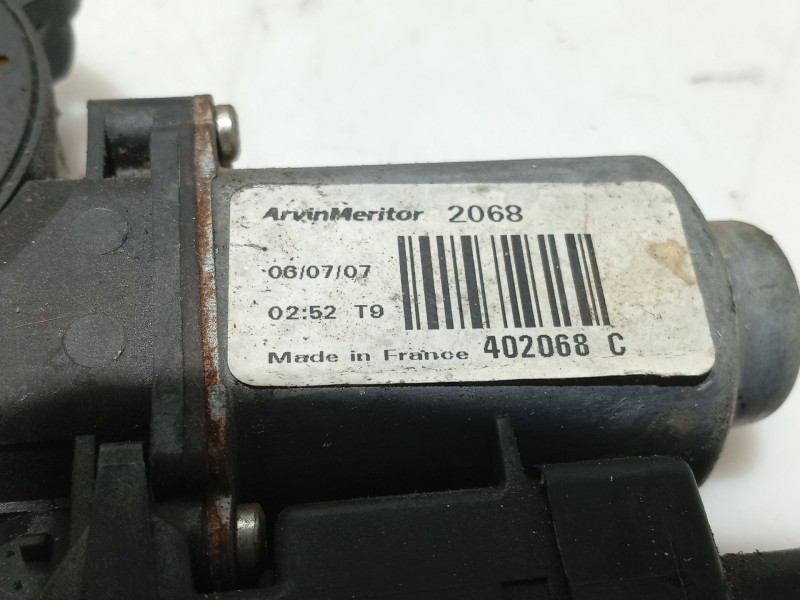 ArvinMeritor 2068
06/07/07
02:52 T9
Made in France 402068 C